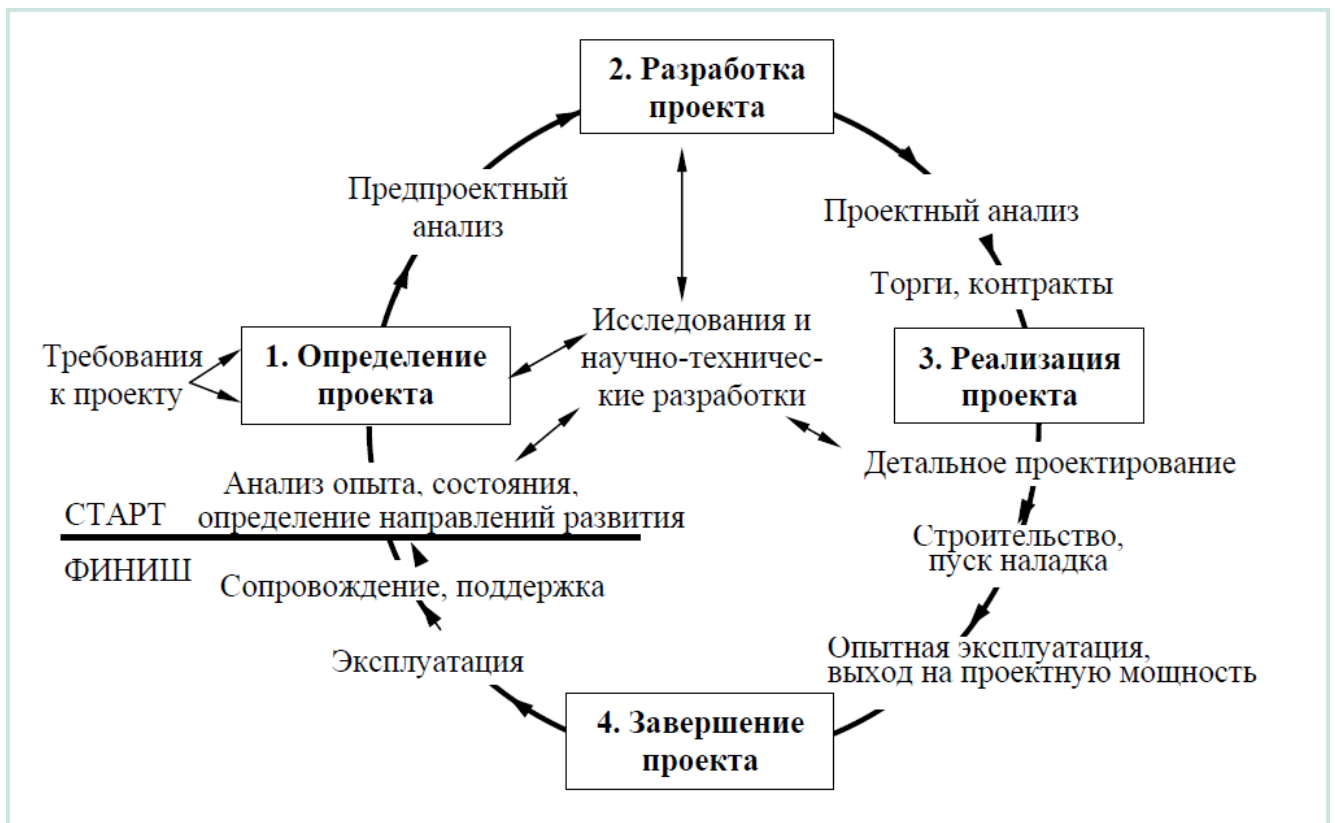 2. Разработка
проекта
Предпроектный
анализ
Проектный анализ
Торги, контракты
Требования
к проекту
1. Определение
проекта
Исследования и
научно-техничес-
кие разработки
3. Реализация
проекта
Детальное проектирование
Анализ опыта, состояния,
определение направлений развития
СТАРТ
ФИНИШ
Строительство,
пуск наладка
Сопровождение, поддержка
Эксплуатация
Опытная эксплуатация,
выход на проектную мощность
4. Завершение
проекта